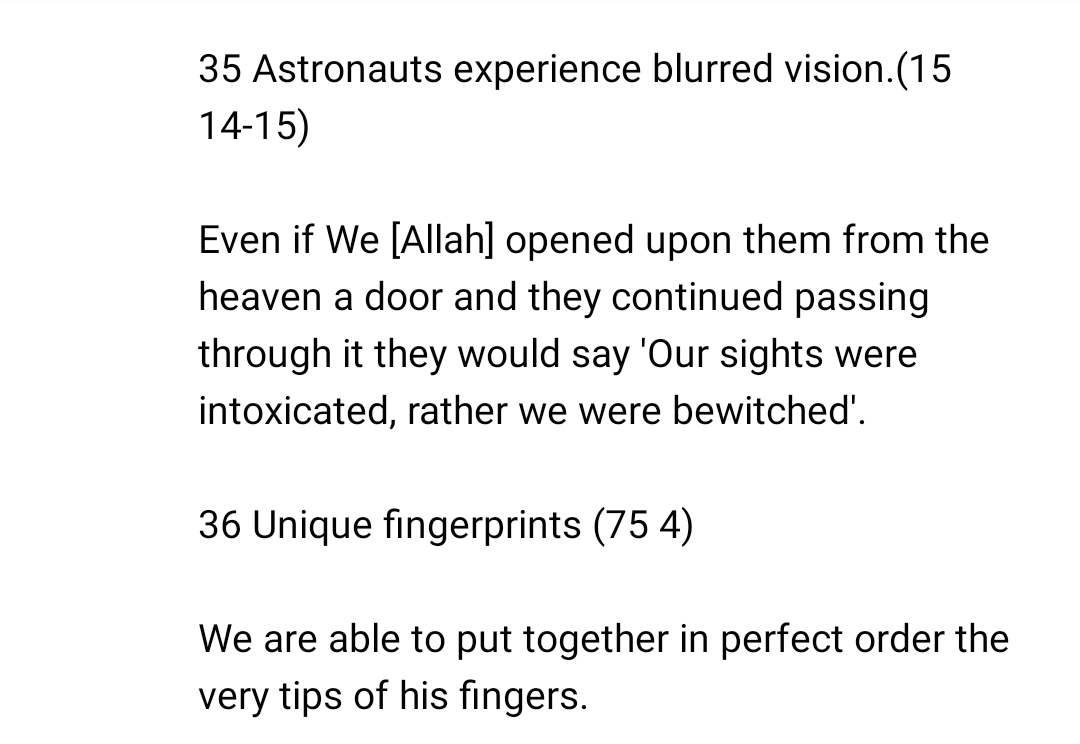 35 Astronauts experience blurred vision.(15
14-15)
Even if We [Allah] opened upon them from the
heaven a door and they continued passing
through it they would say 'Our sights were
intoxicated, rather we were bewitched'.
36 Unique fingerprints (75 4)
We are able to put together in perfect order the
very tips of his fingers.